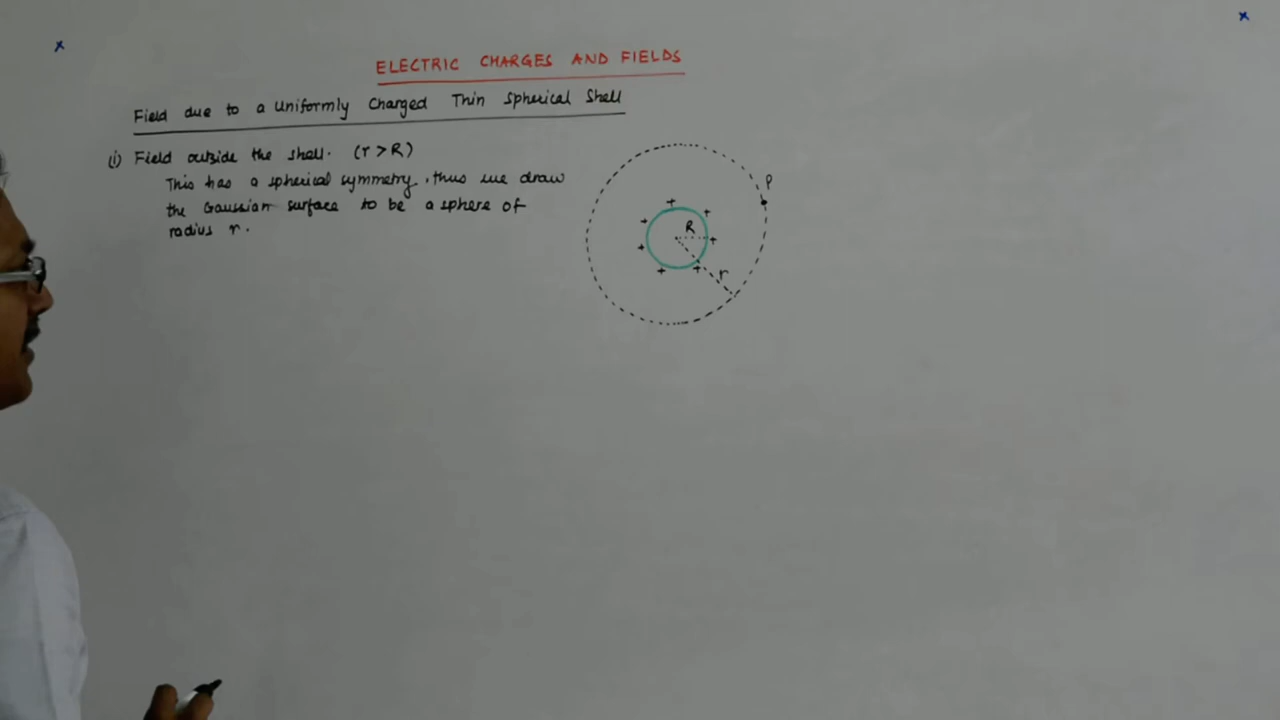 ELECTRIC CHARGES AND FIELDS
Field due to a Uniformly Charged Thin Spherical Shell
(i) Field outside the shell. (r > R)
This has a spherical symmetry, thus we draw
the Gaussian surface to be a sphere of
radius r.
P
R
r